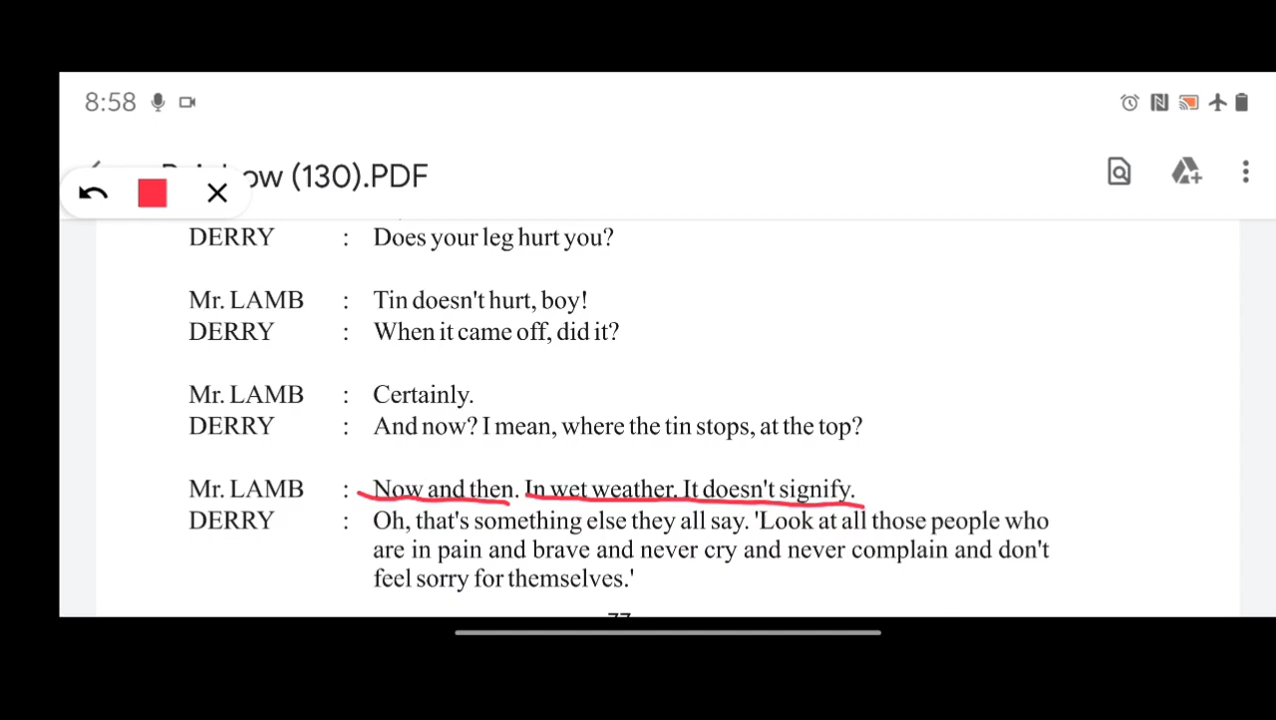 8:58
ow (130).PDF
DERRY : Does your leg hurt you?
Mr. LAMB : Tin doesn't hurt, boy!
DERRY : When it came off, did it?
Mr. LAMB : Certainly.
DERRY : And now? I mean, where the tin stops, at the top?
Mr. LAMB : Now and then. In wet weather. It doesn't signify.
DERRY : Oh, that's something else they all say. 'Look at all those people who
are in pain and brave and never cry and never complain and don't
feel sorry for themselves.'